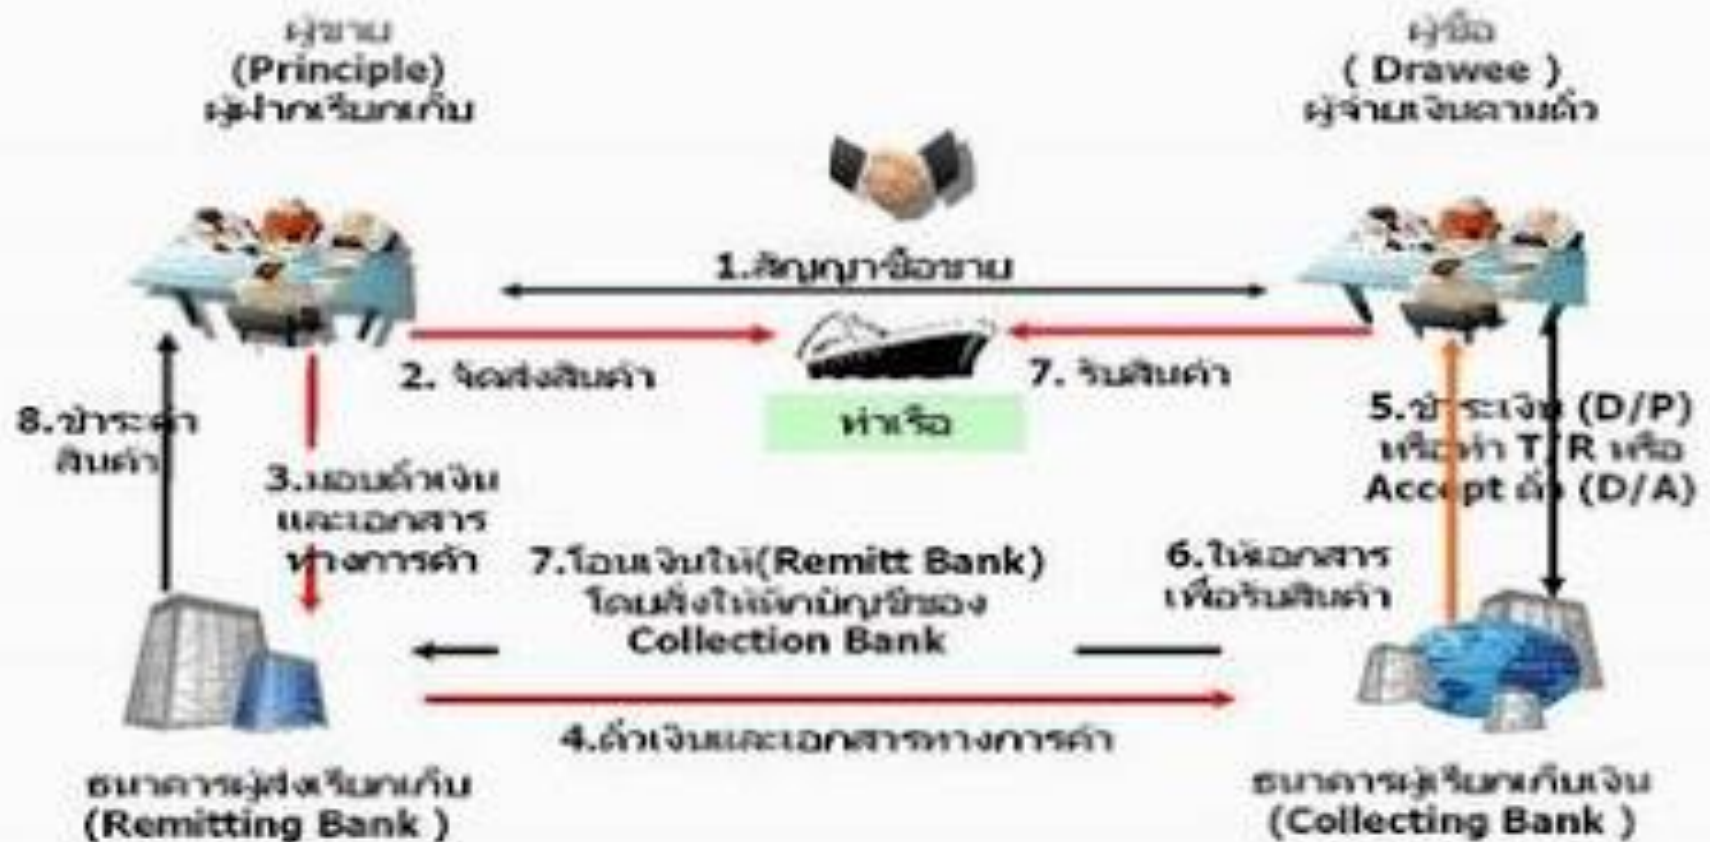 ผู้ขาย
(Principle)
ผู้ฝากเรียกเก็บ
ผู้ซื้อ
( Drawee )
ผู้จ่ายเงินตามตั๋ว
1.สัญญาซื้อขาย
2. จัดส่งสินค้า
7. รับสินค้า
ท่าเรือ
8.ชำระค่า
สินค้า
3.มอบตั๋วเงิน
และเอกสาร
ทางการค้า
5.ชำระเงิน (D/P)
หรือทำ T/R หรือ
Accept ตั๋ว (D/A)
7.โอนเงินให้(Remitt Bank)
โดยสั่งให้หักบัญชีของ
Collection Bank
6.ให้เอกสาร
เพื่อรับสินค้า
4.ตั๋วเงินและเอกสารทางการค้า
ธนาคารผู้ส่งเรียกเก็บ
(Remitting Bank )
ธนาคารผู้เรียกเก็บเงิน
(Collecting Bank )